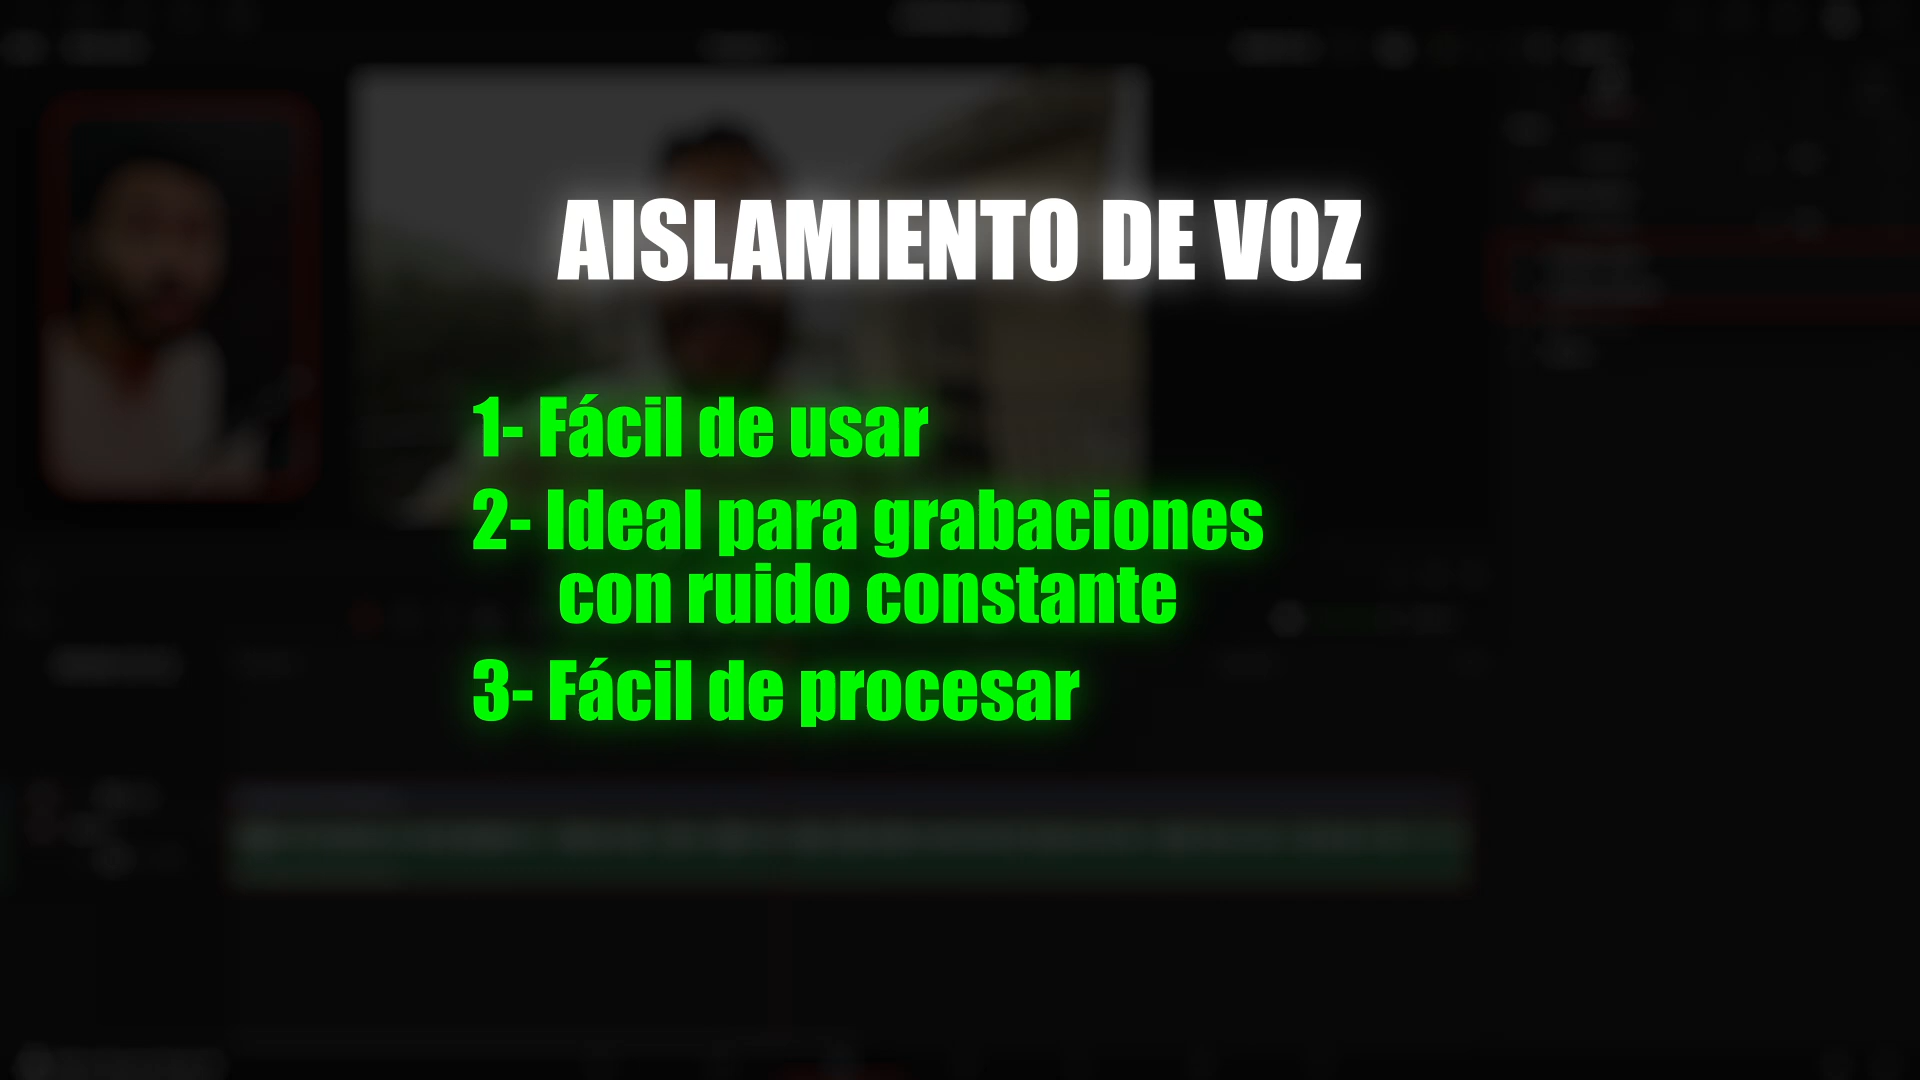 AISLAMIENTO DE VOZ
1- Fácil de usar
2- Ideal para grabaciones
con ruido constante
3- Fácil de procesar